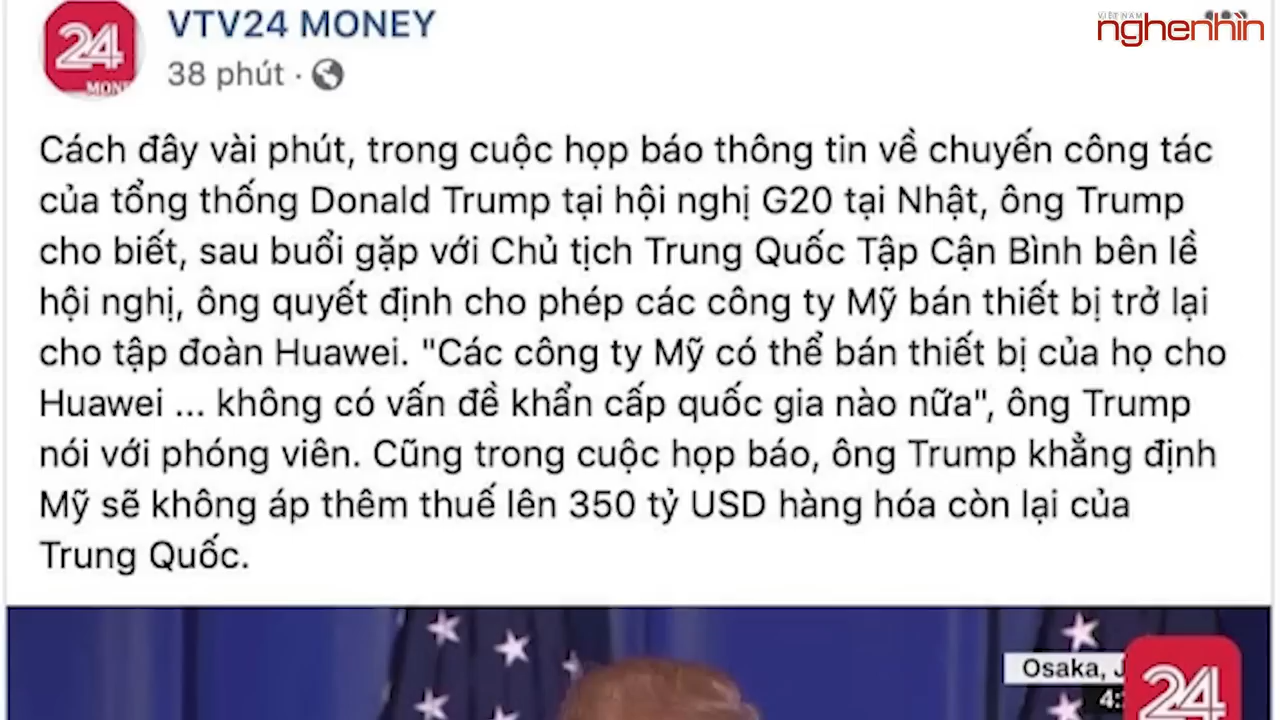 24
MONEY
VTV24 MONEY
38 phút ·
VIỆT NAM
nghenhìn
Cách đây vài phút, trong cuộc họp báo thông tin về chuyến công tác
của tổng thống Donald Trump tại hội nghị G20 tại Nhật, ông Trump
cho biết, sau buổi gặp với Chủ tịch Trung Quốc Tập Cận Bình bên lề
hội nghị, ông quyết định cho phép các công ty Mỹ bán thiết bị trở lại
cho tập đoàn Huawei. "Các công ty Mỹ có thể bán thiết bị của họ cho
Huawei ... không có vấn đề khẩn cấp quốc gia nào nữa", ông Trump
nói với phóng viên. Cũng trong cuộc họp báo, ông Trump khẳng định
Mỹ sẽ không áp thêm thuế lên 350 tỷ USD hàng hóa còn lại của
Trung Quốc.
Osaka,
24